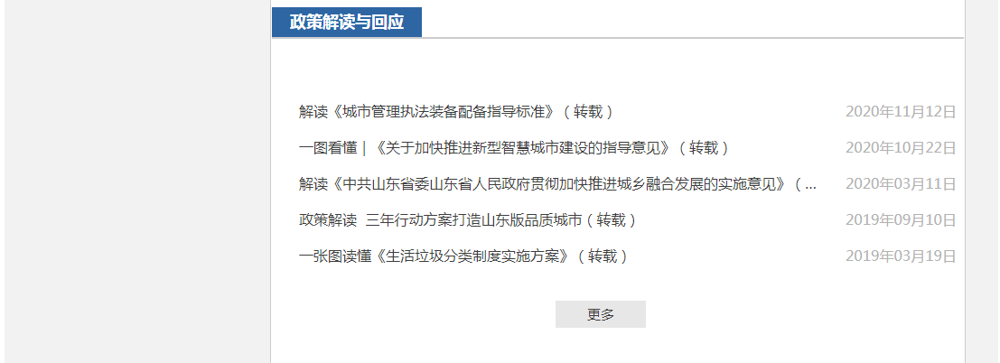 政策解读与回应
解读《城市管理执法装备配备指导标准》（转载） 2020年11月12日
一图看懂 | 《关于加快推进新型智慧城市建设的指导意见》（转载） 2020年10月22日
解读《中共山东省委山东省人民政府贯彻加快推进城乡融合发展的实施意见》（... 2020年03月11日
政策解读 三年行动方案打造山东版品质城市（转载） 2019年09月10日
一张图读懂《生活垃圾分类制度实施方案》（转载） 2019年03月19日
更多